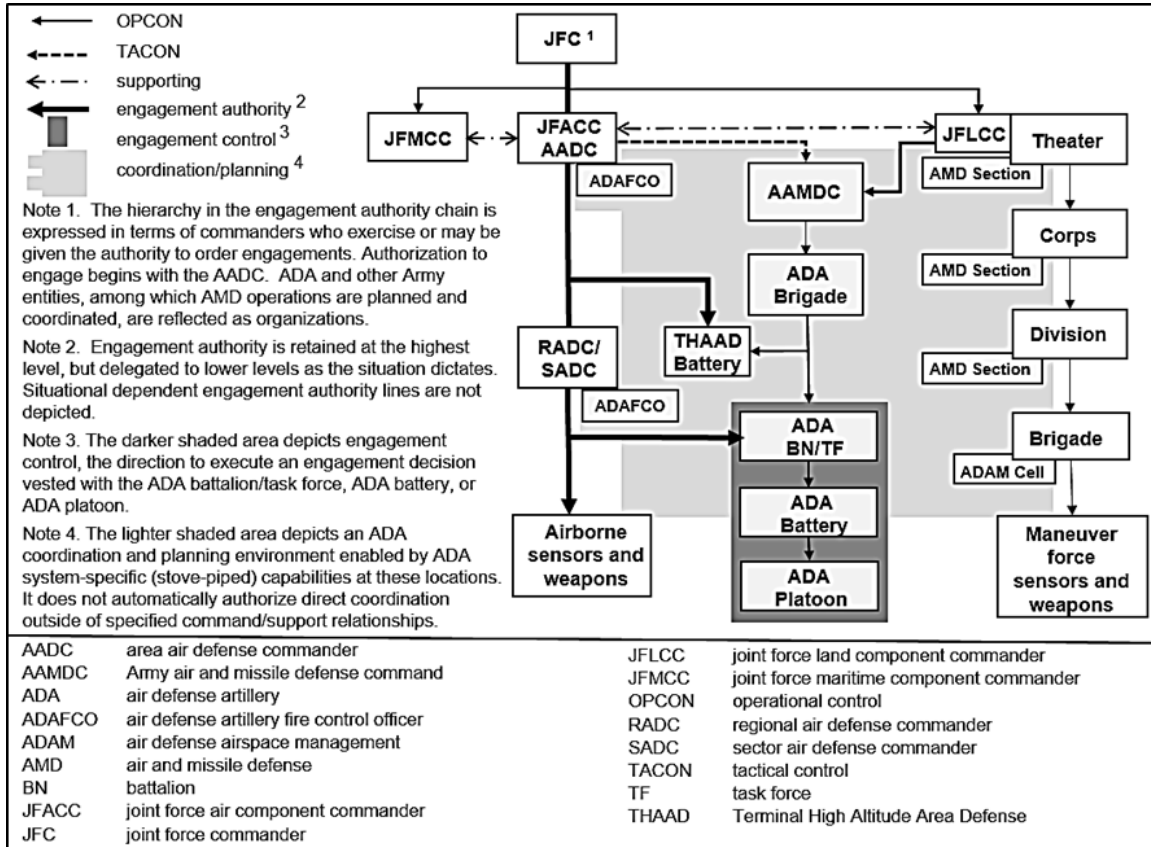 OPCON
TACON
supporting
engagement authority 2
engagement control 3
coordination/planning 4
Note 1. The hierarchy in the engagement authority chain is
expressed in terms of commanders who exercise or may be
given the authority to order engagements. Authorization to
engage begins with the AADC. ADA and other Army
entities, among which AMD operations are planned and
coordinated, are reflected as organizations.
Note 2. Engagement authority is retained at the highest
level, but delegated to lower levels as the situation dictates.
Situational dependent engagement authority lines are not
depicted.
Note 3. The darker shaded area depicts engagement
control, the direction to execute an engagement decision
vested with the ADA battalion/task force, ADA battery, or
ADA platoon.
Note 4. The lighter shaded area depicts an ADA
coordination and planning environment enabled by ADA
system-specific (stove-piped) capabilities at these locations.
It does not automatically authorize direct coordination
outside of specified command/support relationships.
JFC 1
JFMCC
JFACC
AADC
ADAFCO
JFLCC
Theater
AMD Section
AAMDC
Corps
AMD Section
ADA
Brigade
THAAD
Battery
Division
AMD Section
RADC/
SADC
ADAFCO
ADA
BN/TF
Brigade
ADAM Cell
ADA
Battery
ADA
Platoon
Airborne
sensors and
weapons
Maneuver
force
sensors and
weapons
AADC area air defense commander
AAMDC Army air and missile defense command
ADA air defense artillery
ADAFCO air defense artillery fire control officer
ADAM air defense airspace management
AMD air and missile defense
BN battalion
JFACC joint force air component commander
JFC joint force commander
JFLCC joint force land component commander
JFMCC joint force maritime component commander
OPCON operational control
RADC regional air defense commander
SADC sector air defense commander
TACON tactical control
TF task force
THAAD Terminal High Altitude Area Defense